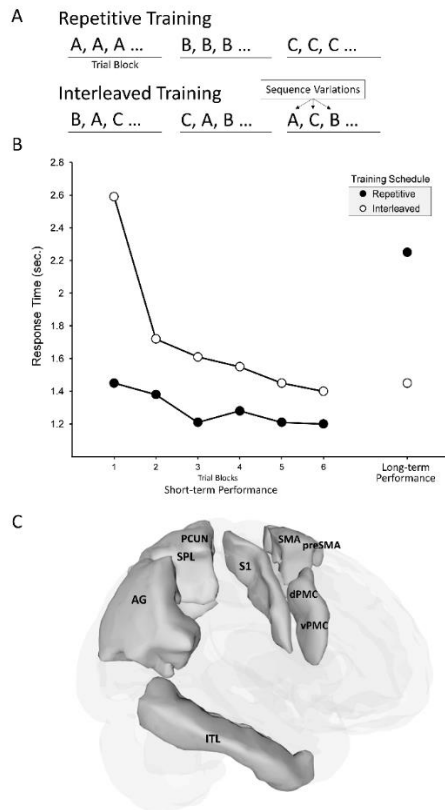 A
Repetitive Training
A, A, A ... B, B, B ... C, C, C ...
Trial Block
Interleaved Training
Sequence Variations
B, A, C ... C, A, B ... A, C, B ...
B
2.8
2.6
2.4
2.2
2
1.8
1.6
1.4
1.2
Response Time (sec.)
Training Schedule
Repetitive
Interleaved
1 2 3 4 5 6
Trial Blocks
Short-term Performance
Long-term
Performance
C
PCUN
SPL
AG
S1
SMA
preSMA
dPMC
vPMC
ITL